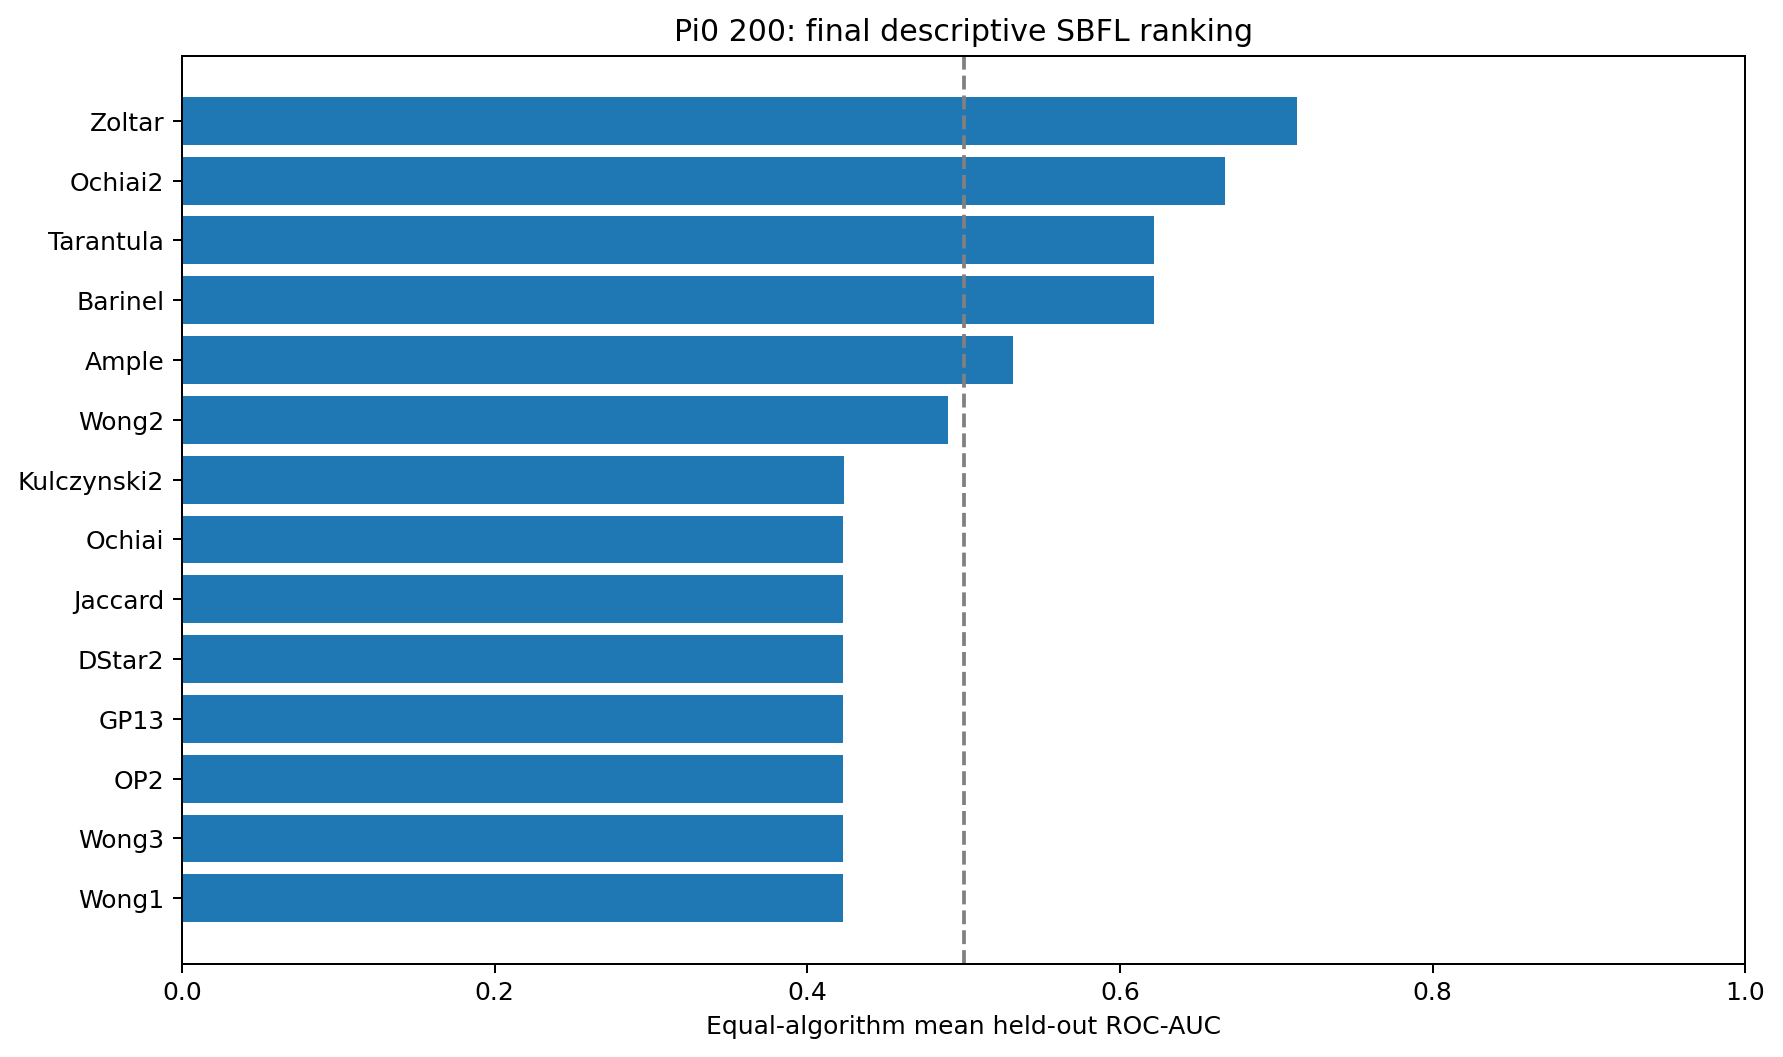 Pi0 200: final descriptive SBFL ranking
Zoltar
Ochiai2
Tarantula
Barinel
Ample
Wong2
Kulczynski2
Ochiai
Jaccard
DStar2
GP13
OP2
Wong3
Wong1
0.0 0.2 0.4 0.6 0.8 1.0
Equal-algorithm mean held-out ROC-AUC